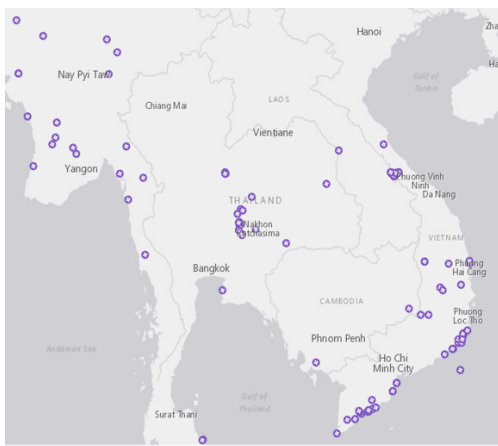 Hanoi
Zha
Ha
Nay Pyi Taw
Gulf of
Tonkin
Chiang Mai
LAOS
Vientiane
Yangon
Phuong Vinh
Ninh
Da Nang
THAILAND
Nakhon
Ratchasima
VIETNAM
Phuong
Hai Cang
Bangkok
CAMBODIA
Phuong
Loc Tho
Phnom Penh
Andaman Sea
Ho Chi
Minh City
Gulf of
Thailand
Surat Thani